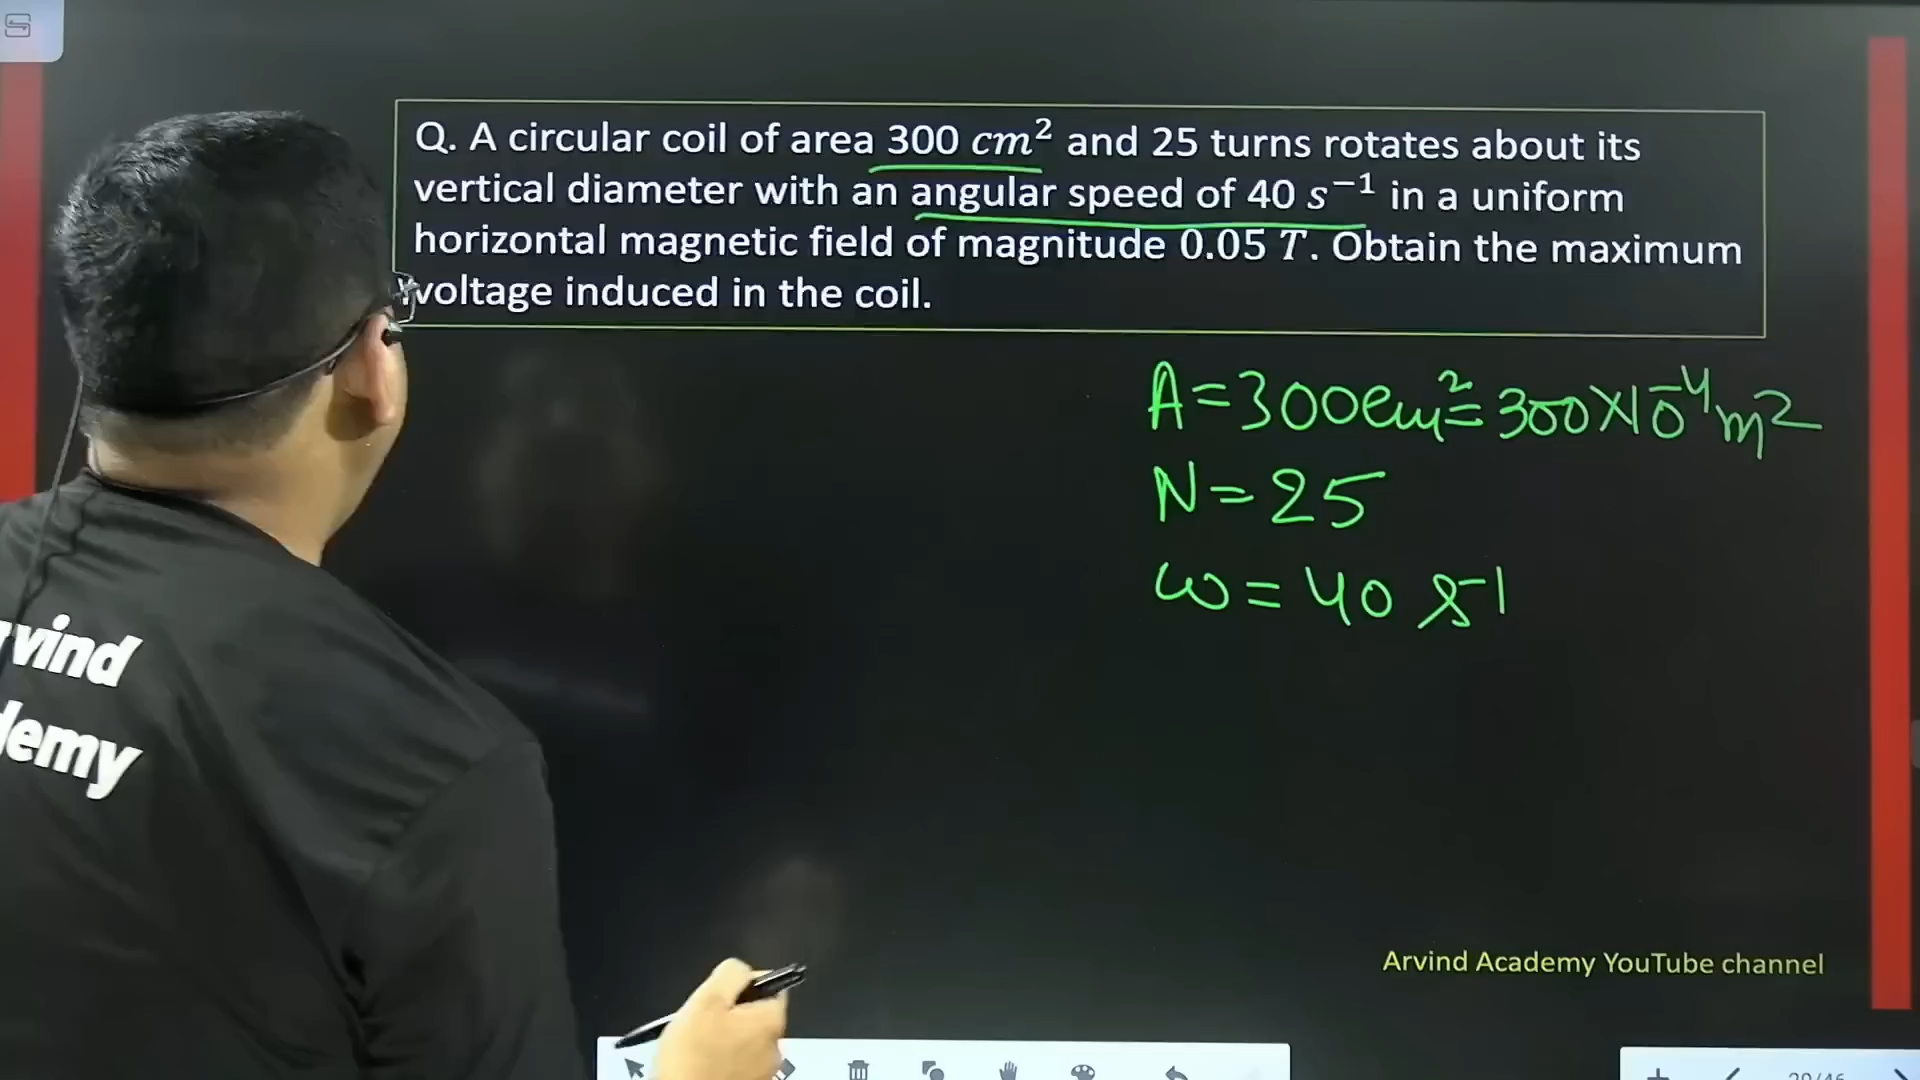 Q. A circular coil of area 300 cm² and 25 turns rotates about its
vertical diameter with an angular speed of 40 s⁻¹ in a uniform
horizontal magnetic field of magnitude 0.05 T. Obtain the maximum
voltage induced in the coil.
A = 300cm² = 300×10⁻⁴ m²
N = 25
ω = 40 s⁻¹
vind
demy
Arvind Academy YouTube channel